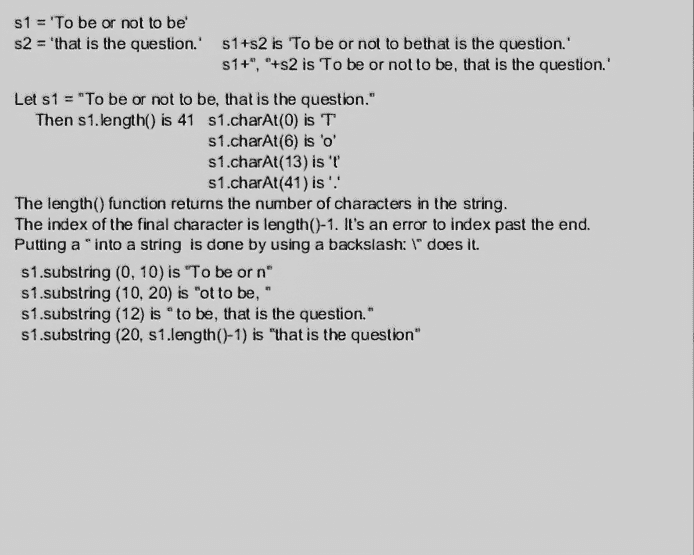 s1 = 'To be or not to be'
s2 = 'that is the question.' s1+s2 is 'To be or not to bethat is the question.'
s1+", "+s2 is 'To be or not to be, that is the question.'
Let s1 = "To be or not to be, that is the question."
Then s1.length() is 41 s1.charAt(0) is 'T'
s1.charAt(6) is 'o'
s1.charAt(13) is 't'
s1.charAt(41) is '.'
The length() function returns the number of characters in the string.
The index of the final character is length()-1. It's an error to index past the end.
Putting a " into a string is done by using a backslash: \" does it.
s1.substring (0, 10) is "To be or n"
s1.substring (10, 20) is "ot to be, "
s1.substring (12) is " to be, that is the question."
s1.substring (20, s1.length()-1) is "that is the question"